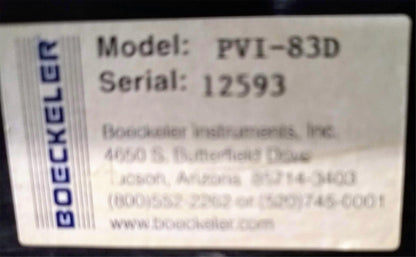 BOECKELER
Model: PVI-83D
Serial: 12593
Boeckeler Instruments, Inc.
4650 S. Butterfield Drive
Tucson, Arizona 85714-3403
(800)552-2262 or (520)745-0001
www.boeckeler.com